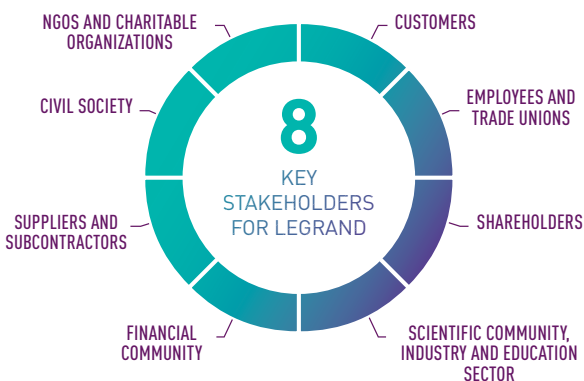 NGOS AND CHARITABLE
ORGANIZATIONS
CUSTOMERS
CIVIL SOCIETY
EMPLOYEES AND
TRADE UNIONS
8
KEY
STAKEHOLDERS
FOR LEGRAND
SUPPLIERS AND
SUBCONTRACTORS
SHAREHOLDERS
FINANCIAL
COMMUNITY
SCIENTIFIC COMMUNITY,
INDUSTRY AND EDUCATION
SECTOR